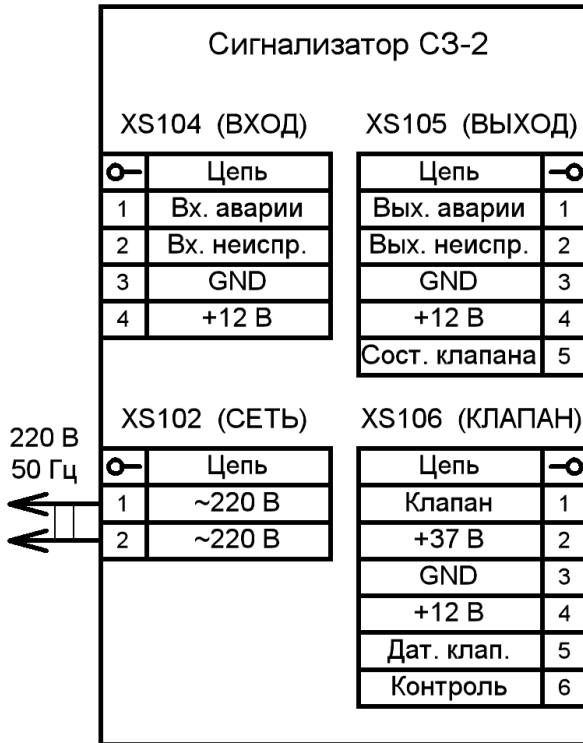 Сигнализатор СЗ-2
XS104 (ВХОД)
Цепь
1 Вх. аварии
2 Вх. неиспр.
3 GND
4 +12 В
XS105 (ВЫХОД)
Цепь
Вых. аварии 1
Вых. неиспр. 2
GND 3
+12 В 4
Сост. клапана 5
220 В
50 Гц
XS102 (СЕТЬ)
Цепь
1 ~220 В
2 ~220 В
XS106 (КЛАПАН)
Цепь
Клапан 1
+37 В 2
GND 3
+12 В 4
Дат. клап. 5
Контроль 6